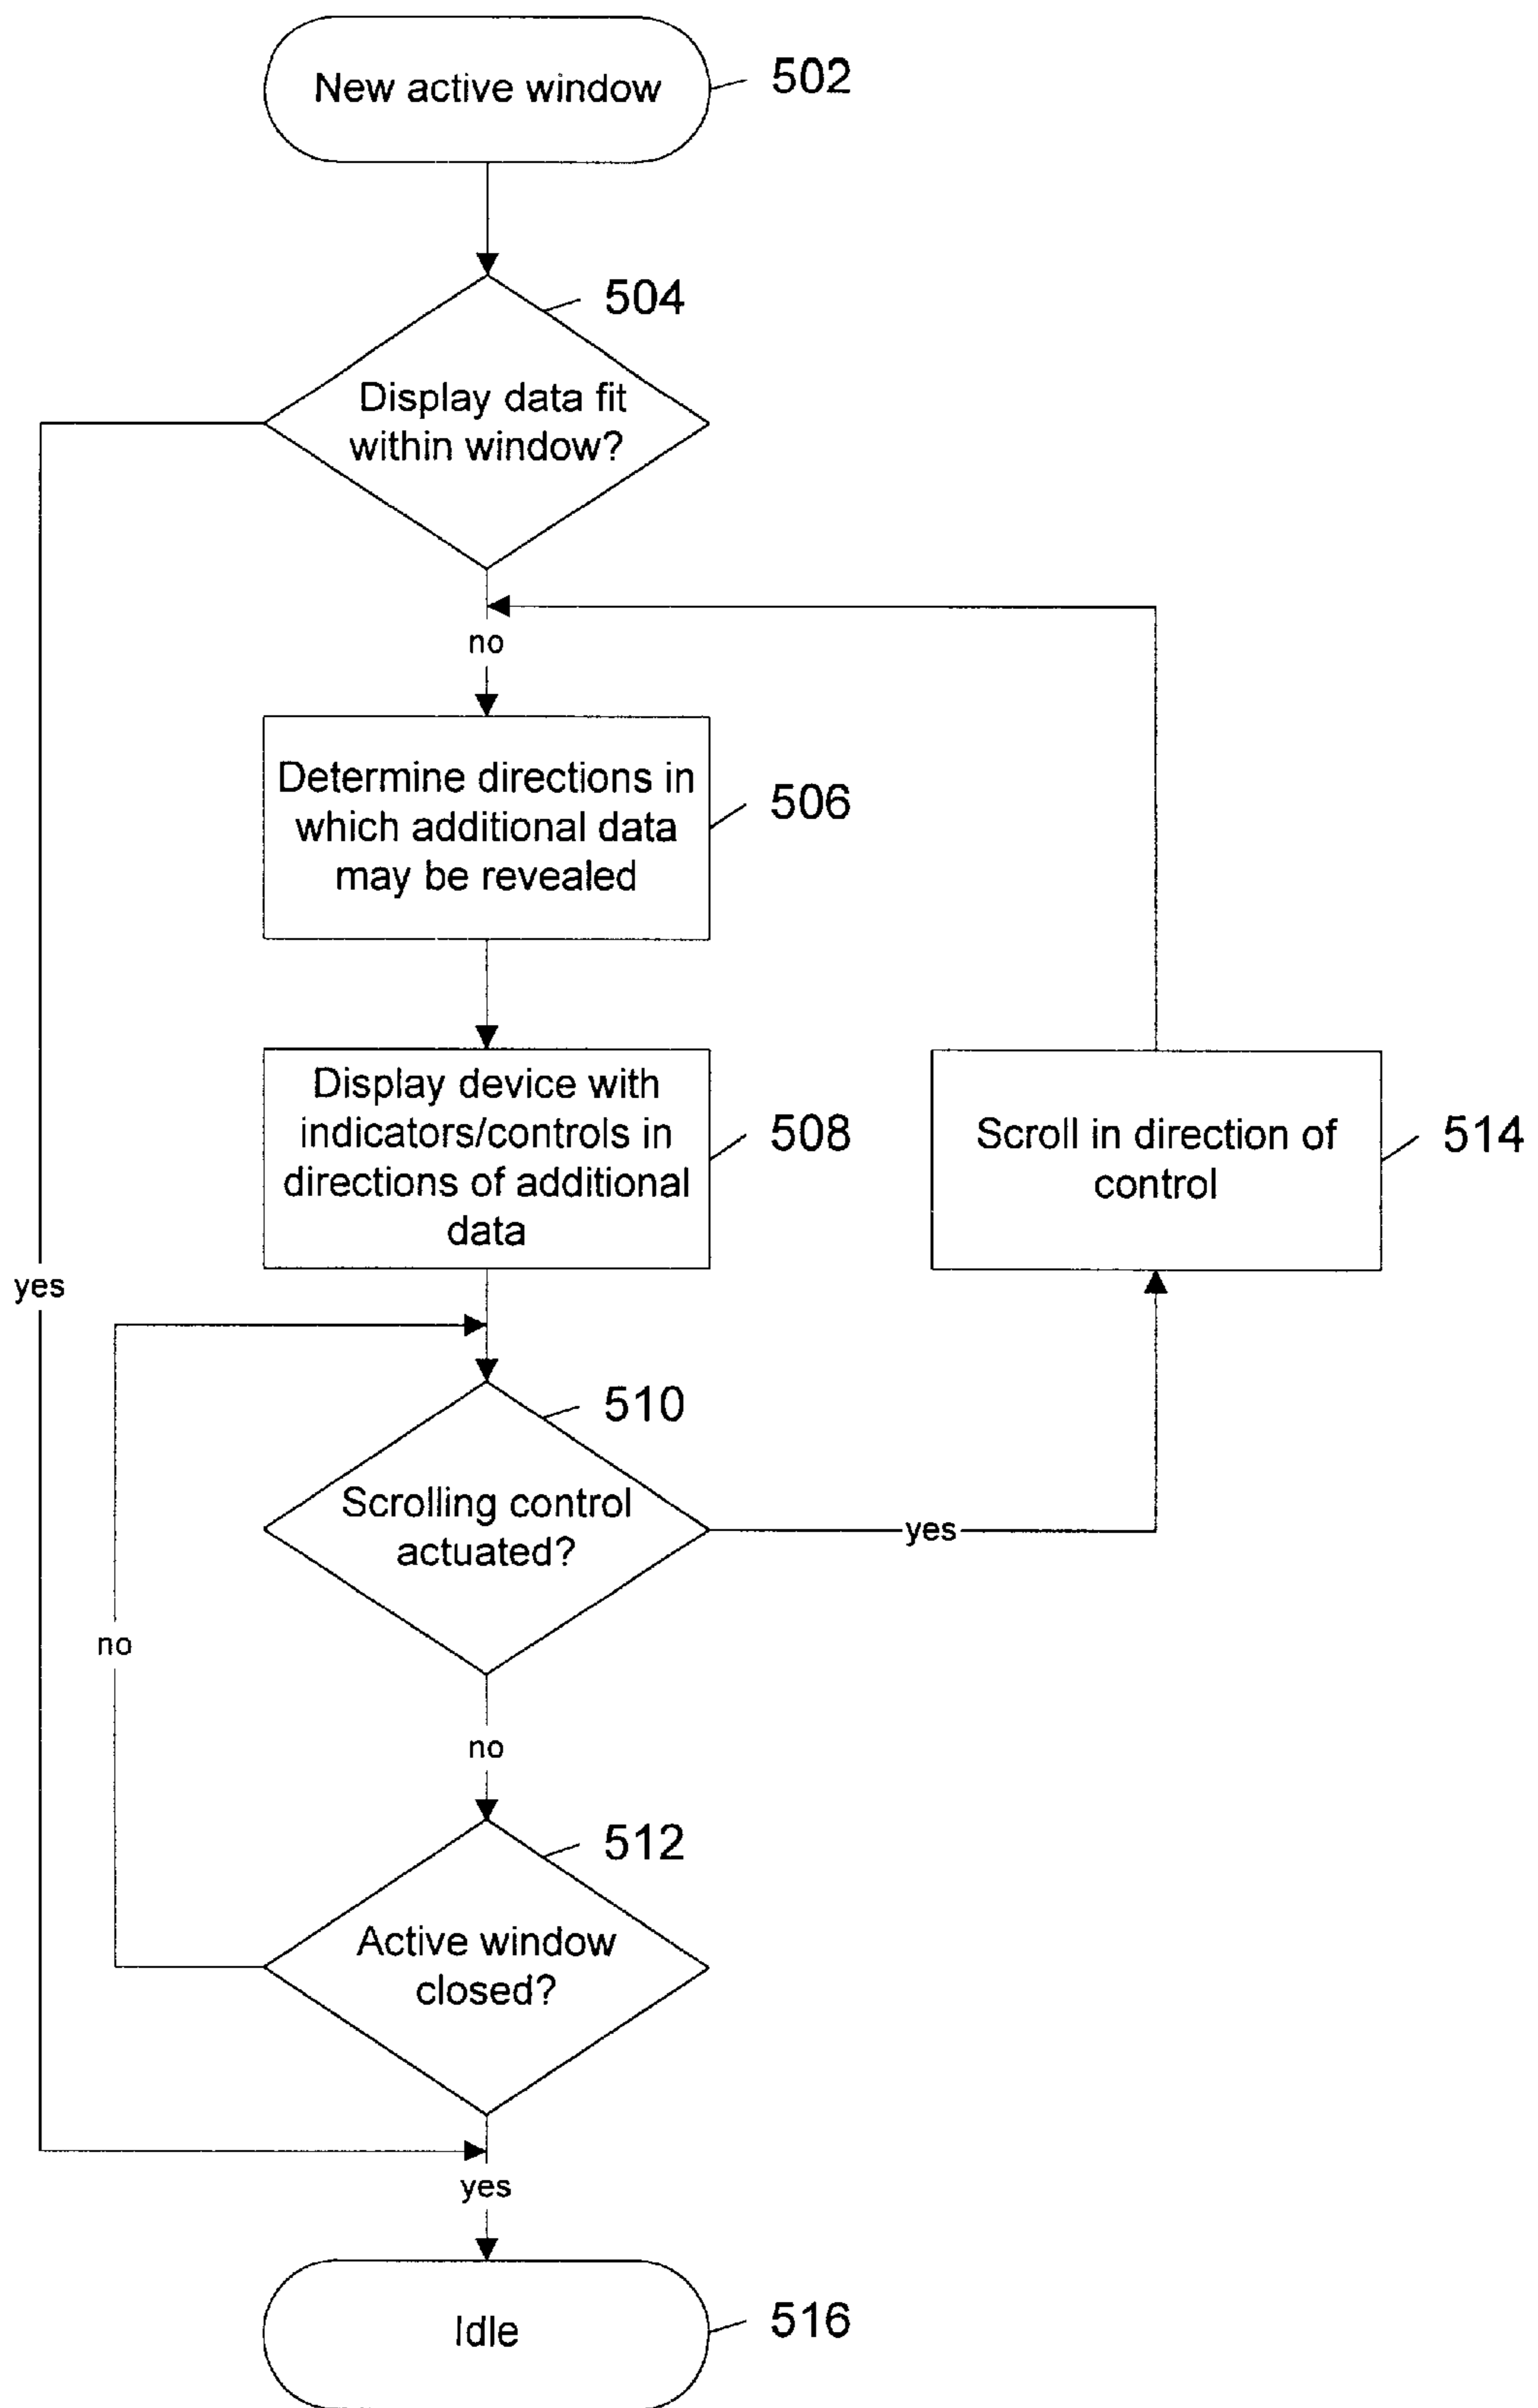 New active window
502
504
Display data fit
within window?
no
Determine directions in
which additional data
may be revealed
506
Display device with
indicators/controls in
directions of additional
data
508
Scroll in direction of
control
514
yes
510
Scrolling control
actuated?
yes
no
no
512
Active window
closed?
yes
Idle
516